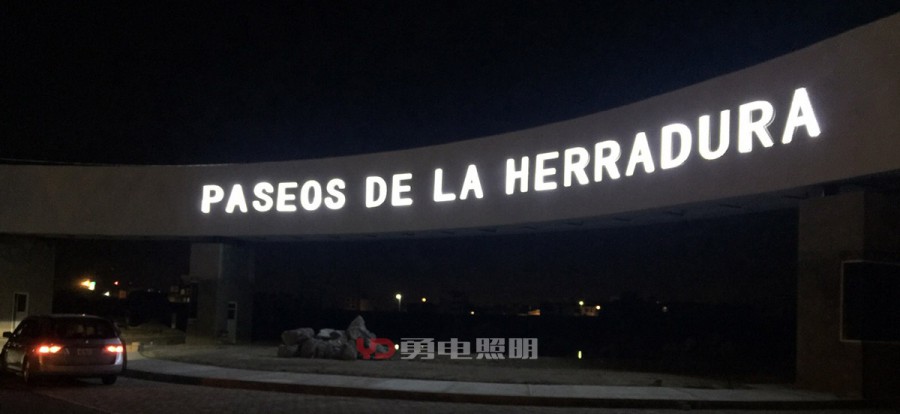 PASEOS DE LA HERRADURA
勇电照明